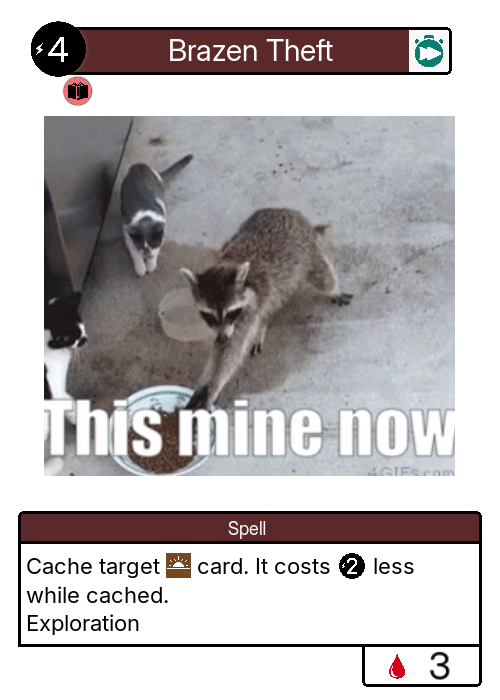 4
Brazen Theft
This mine now
4GIFs.com
Spell
Cache target card. It costs 2 less
while cached.
Exploration
3